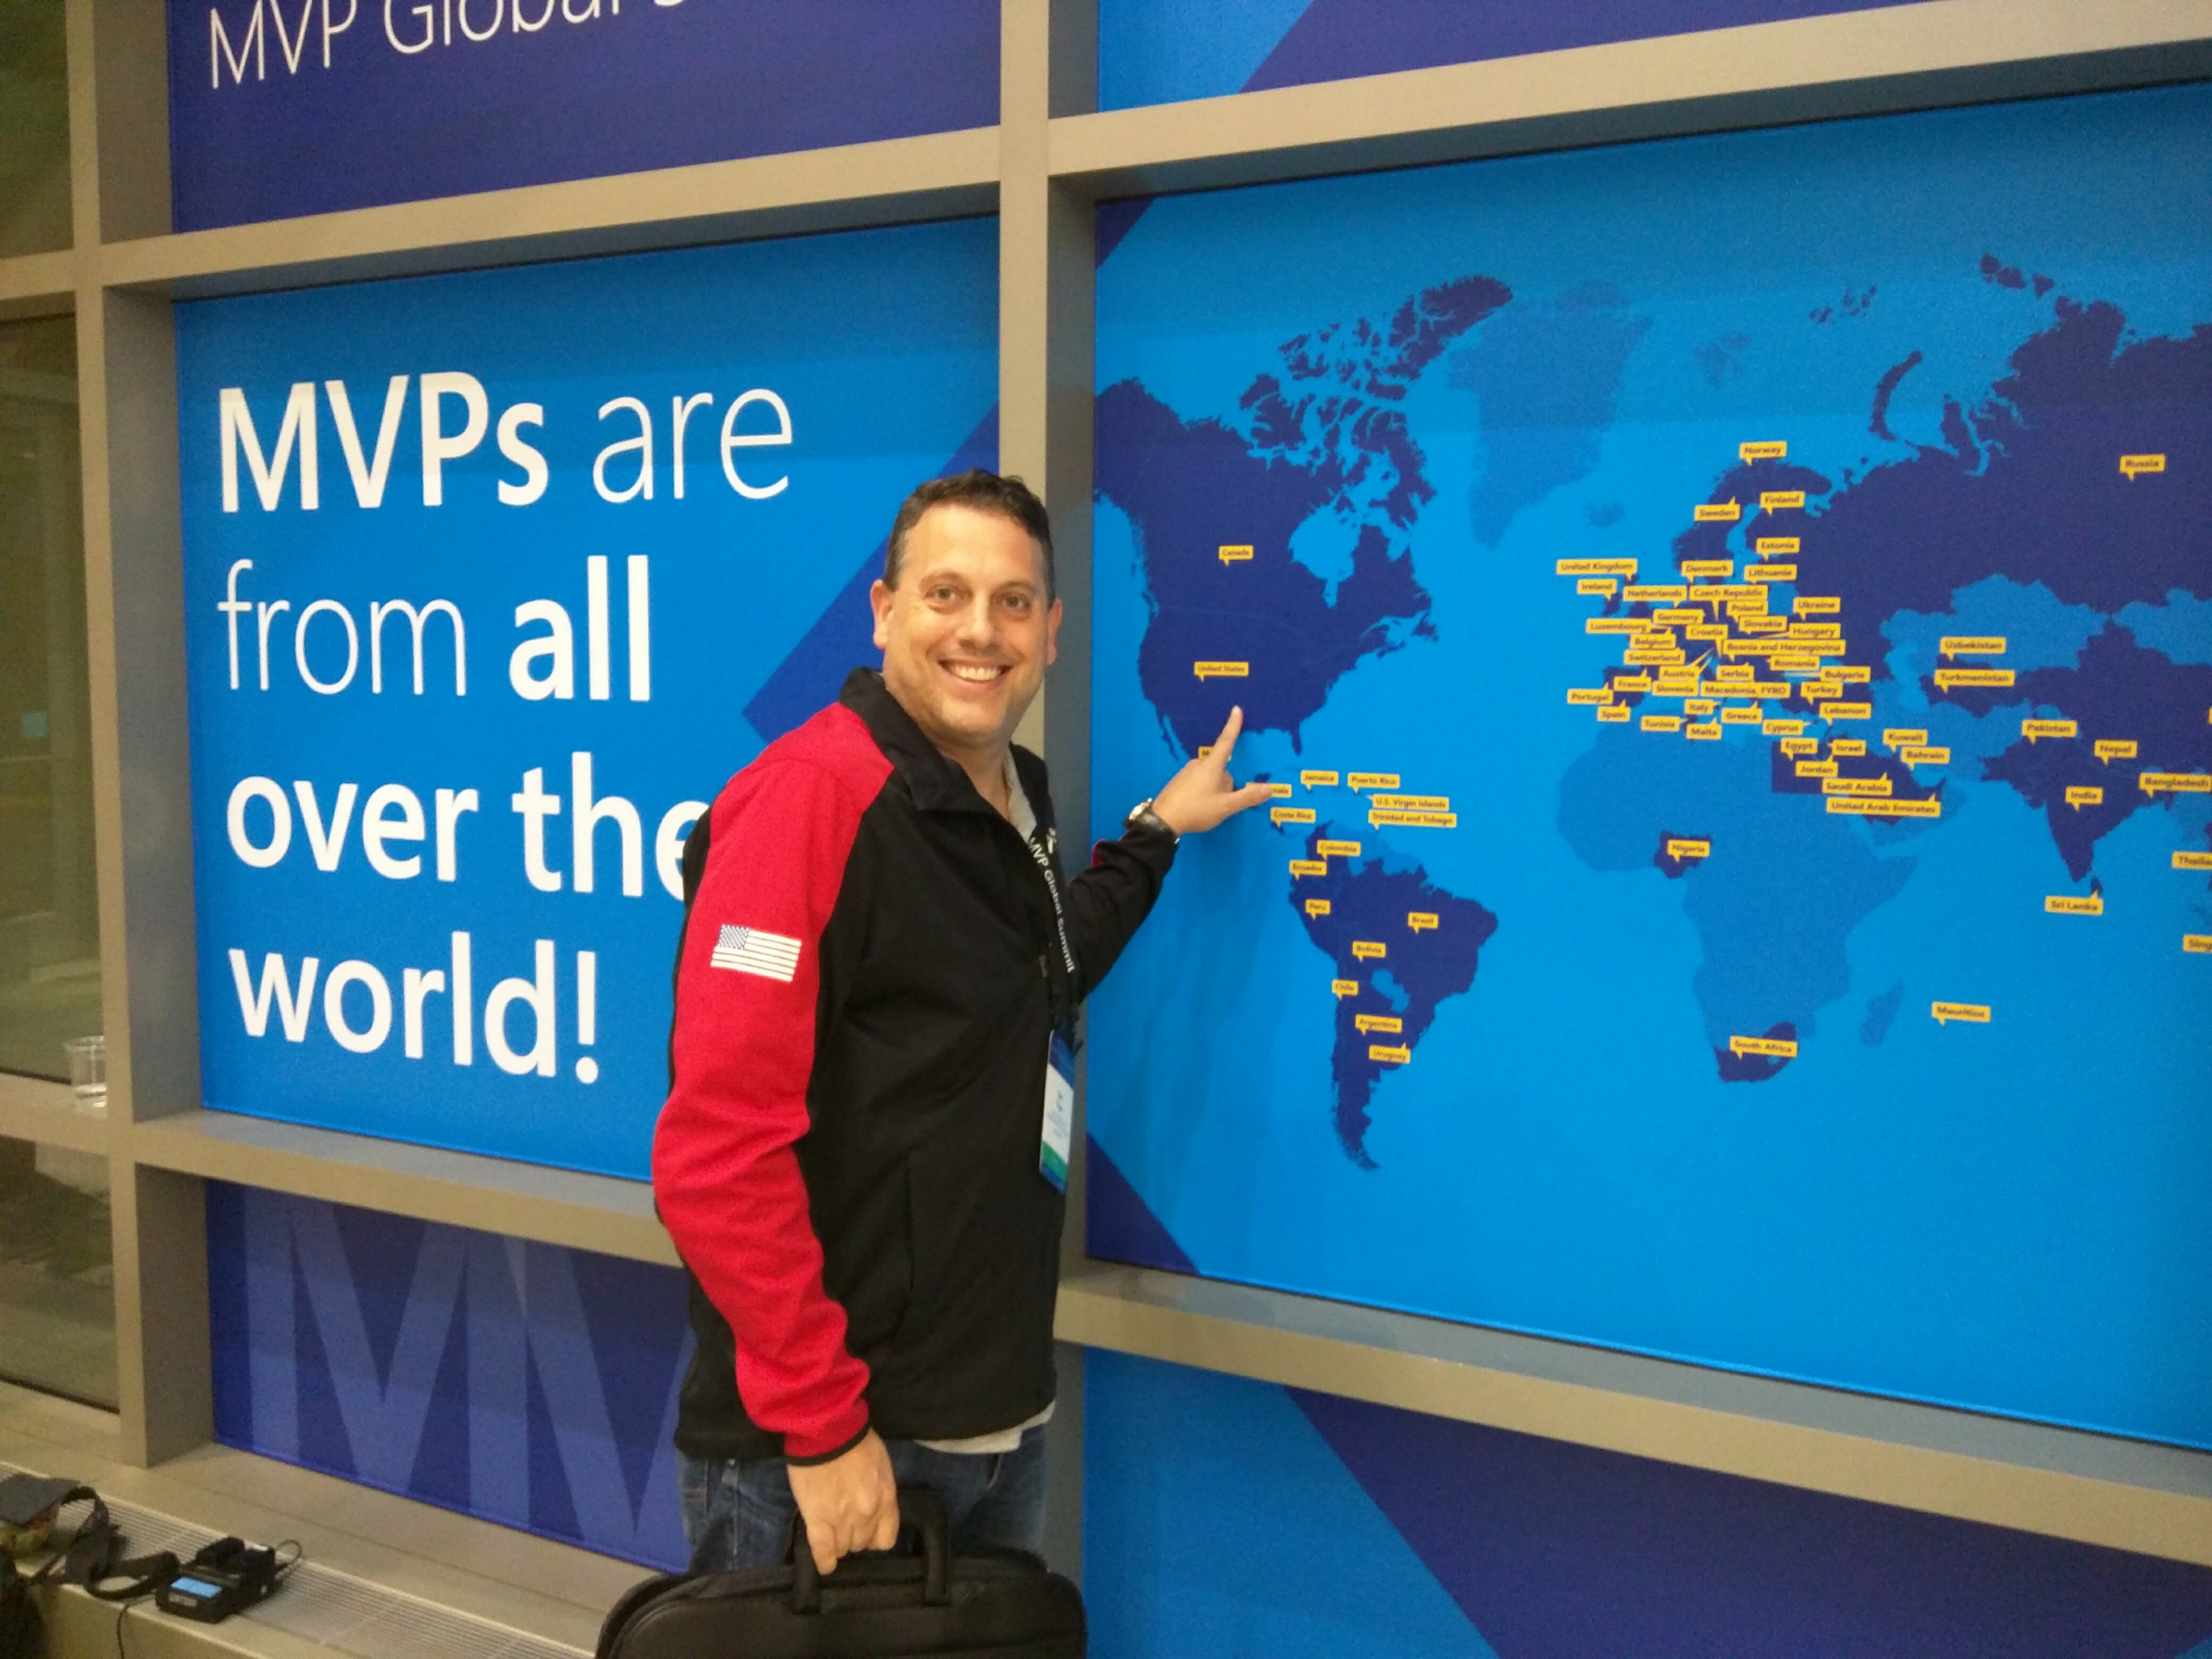 MVP Global
MVPs are
from all
over the
world!
MVP Global Summit
Norway
Russia
Finland
Sweden
Canada
Estonia
United Kingdom
Denmark
Lithuania
Ireland
Netherlands
Czech Republic
Poland
Ukraine
Germany
Luxembourg
Slovakia
Croatia
Hungary
Belgium
Bosnia and Herzegovina
Uzbekistan
Switzerland
Romania
United States
Austria
Serbia
Bulgaria
Turkmenistan
France
Slovenia
Macedonia, FYRO
Turkey
Portugal
Italy
Spain
Greece
Lebanon
Tunisia
Malta
Cyprus
Pakistan
Kuwait
Egypt
Israel
Bahrain
Nepal
Jordan
Jamaica
Puerto Rico
Saudi Arabia
Bangladesh
India
U.S. Virgin Islands
United Arab Emirates
Costa Rica
Trinidad and Tobago
Colombia
Nigeria
Ecuador
Peru
Sri Lanka
Brazil
Bolivia
Chile
Mauritius
Argentina
South Africa
Uruguay
MV